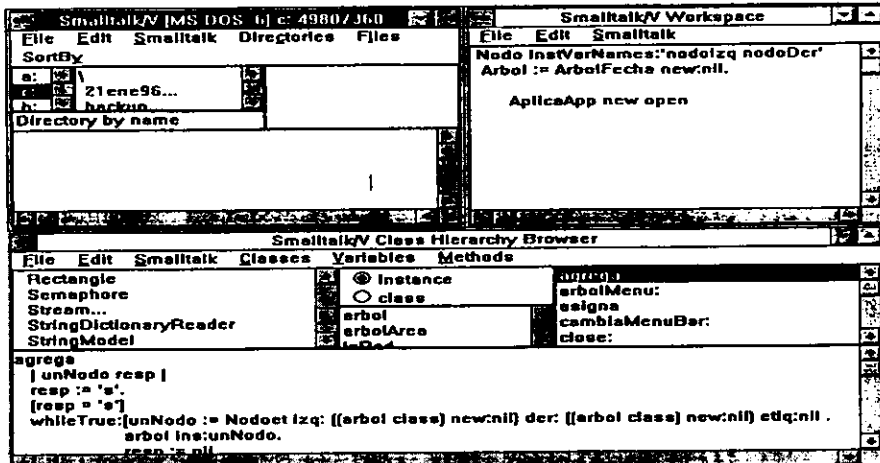 Smalltalk/V [MS DOS 6] c: 49807360
File Edit Smalltalk Directories Files
SortBy
a: \
21ene96...
b: backup...
Directory by name
Smalltalk/V Workspace
File Edit Smalltalk
Nodo instVarNames:'nodoIzq nodoDer'
Arbol := ArbolFecha new:nil.
AplicaApp new open
Smalltalk/V Class Hierarchy Browser
File Edit Smalltalk Classes Variables Methods
Rectangle
Semaphore
Stream...
StringDictionaryReader
StringModel
Instance
class
arbol
arbolArea
agrega
arbolMenu:
asigna
cambiaMenuBar:
close:
agrega
| unNodo resp |
resp := 's'.
[resp = 's']
whileTrue:[unNodo := Nodoet izq: ((arbol class) new:nil) der: ((arbol class) new:nil) etiq:nil .
arbol ins:unNodo.
resp := nil